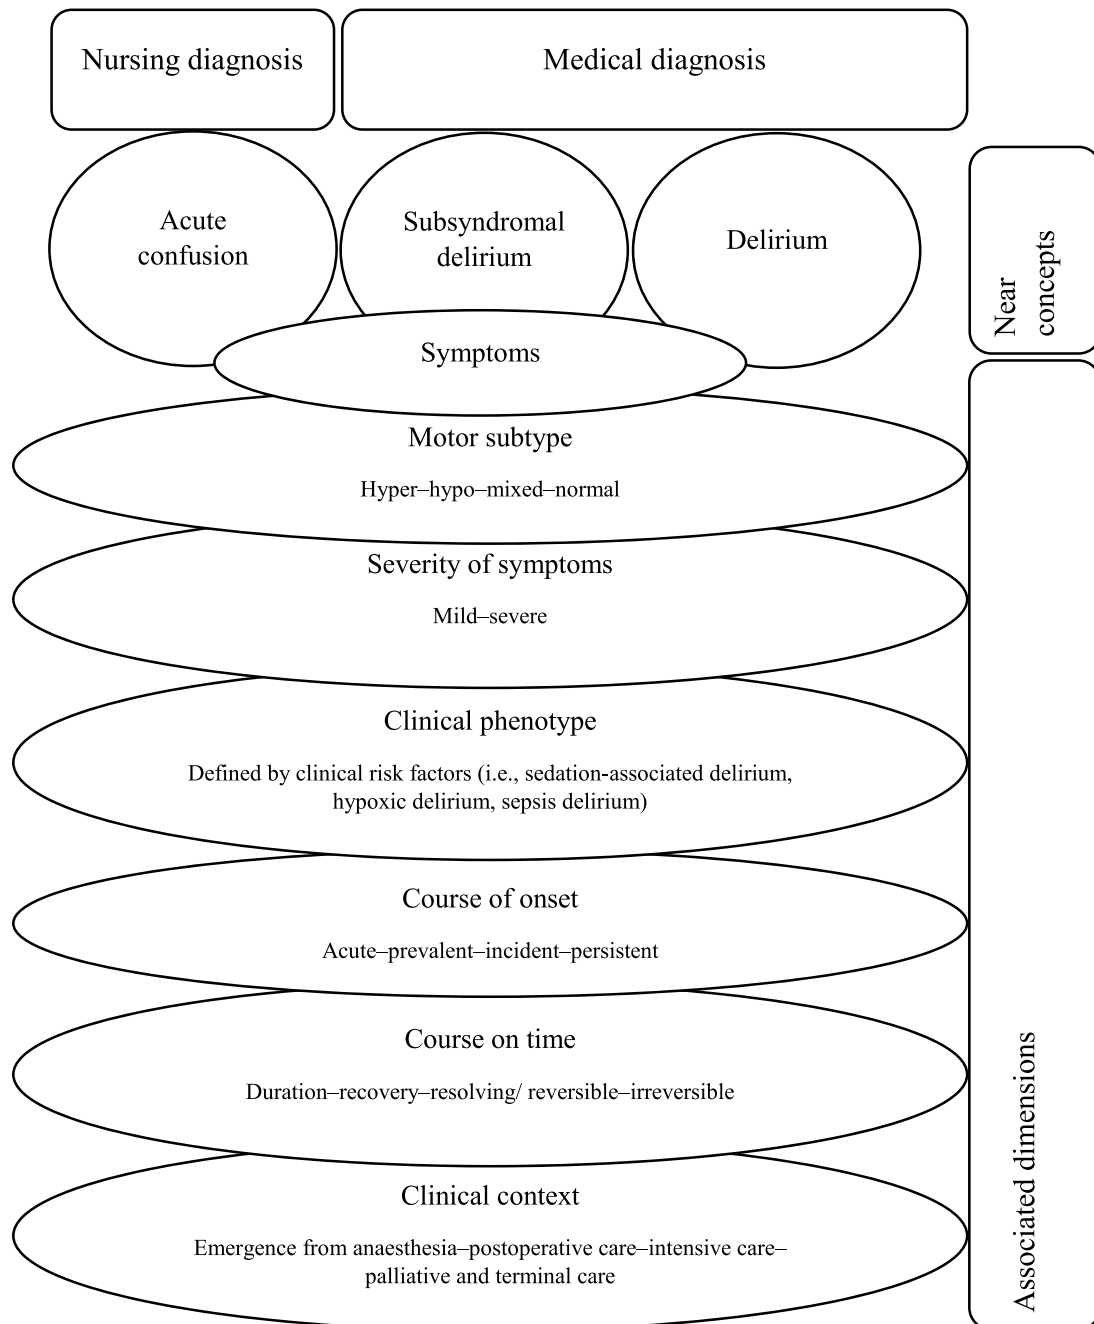 Nursing diagnosis
Medical diagnosis
Acute
confusion
Subsyndromal
delirium
Delirium
Near
concepts
Symptoms
Motor subtype
Hyper–hypo–mixed–normal
Severity of symptoms
Mild–severe
Clinical phenotype
Defined by clinical risk factors (i.e., sedation-associated delirium,
hypoxic delirium, sepsis delirium)
Course of onset
Acute–prevalent–incident–persistent
Course on time
Duration–recovery–resolving/ reversible–irreversible
Clinical context
Emergence from anaesthesia–postoperative care–intensive care–
palliative and terminal care
Associated dimensions